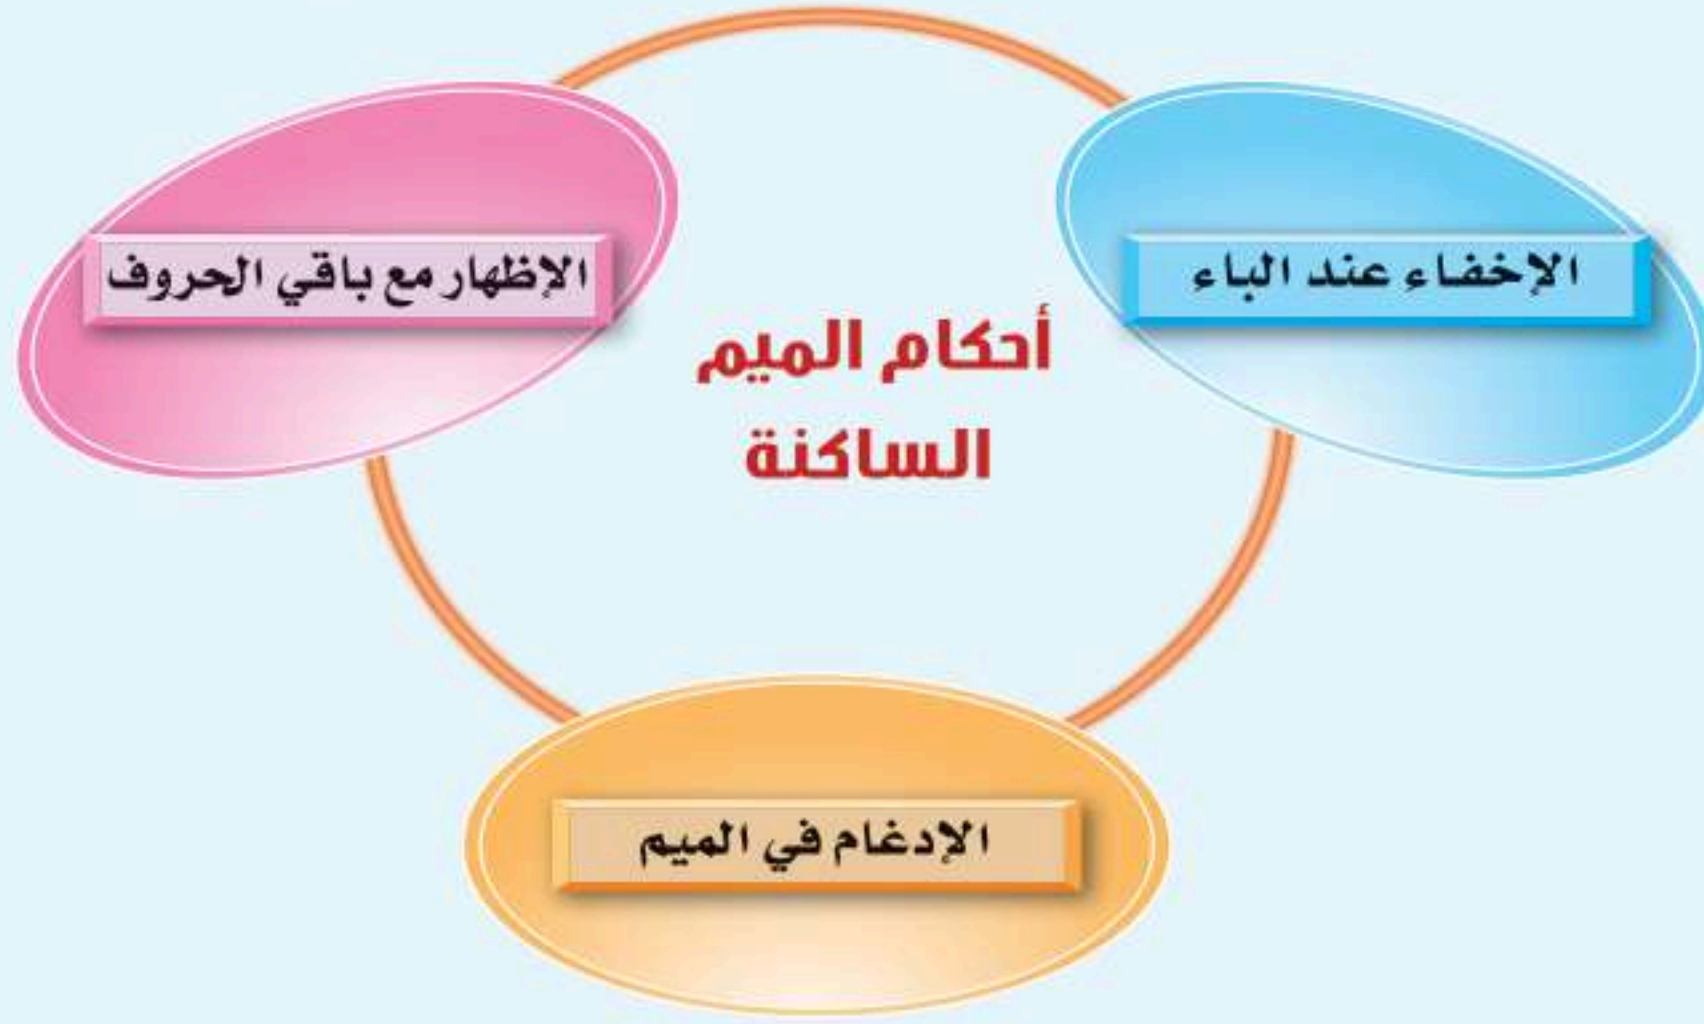 أحكام الميم
الساكنة
الإخفاء عند الباء
الإظهار مع باقي الحروف
الإدغام في الميم